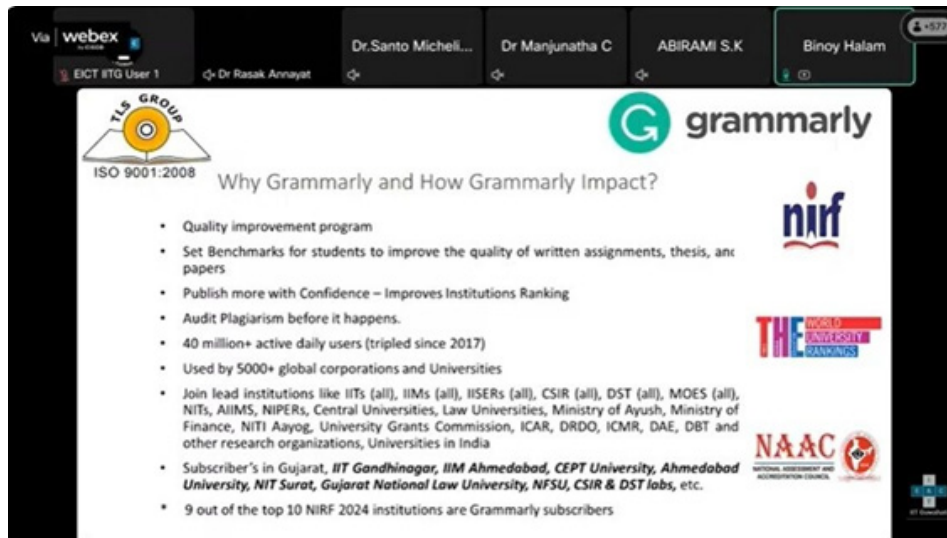 Via webex
by CISCO
EICT IITG User 1
Dr Rasak Annayat
Dr.Santo Micheli...
Dr Manjunatha C
ABIRAMI S.K
Binoy Halam
+577
TLS GROUP
ISO 9001:2008
grammarly
Why Grammarly and How Grammarly Impact?
nirf
• Quality improvement program
• Set Benchmarks for students to improve the quality of written assignments, thesis, and
papers
• Publish more with Confidence – Improves Institutions Ranking
• Audit Plagiarism before it happens.
• 40 million+ active daily users (tripled since 2017)
• Used by 5000+ global corporations and Universities
THE WORLD
UNIVERSITY
RANKINGS
• Join lead institutions like IITs (all), IIMs (all), IISERs (all), CSIR (all), DST (all), MOES (all),
NITs, AIIMS, NIPERs, Central Universities, Law Universities, Ministry of Ayush, Ministry of
Finance, NITI Aayog, University Grants Commission, ICAR, DRDO, ICMR, DAE, DBT and
other research organizations, Universities in India
• Subscriber's in Gujarat, IIT Gandhinagar, IIM Ahmedabad, CEPT University, Ahmedabad
University, NIT Surat, Gujarat National Law University, NFSU, CSIR & DST labs, etc.
• 9 out of the top 10 NIRF 2024 institutions are Grammarly subscribers
NAAC
NATIONAL ASSESSMENT AND
ACCREDITATION COUNCIL